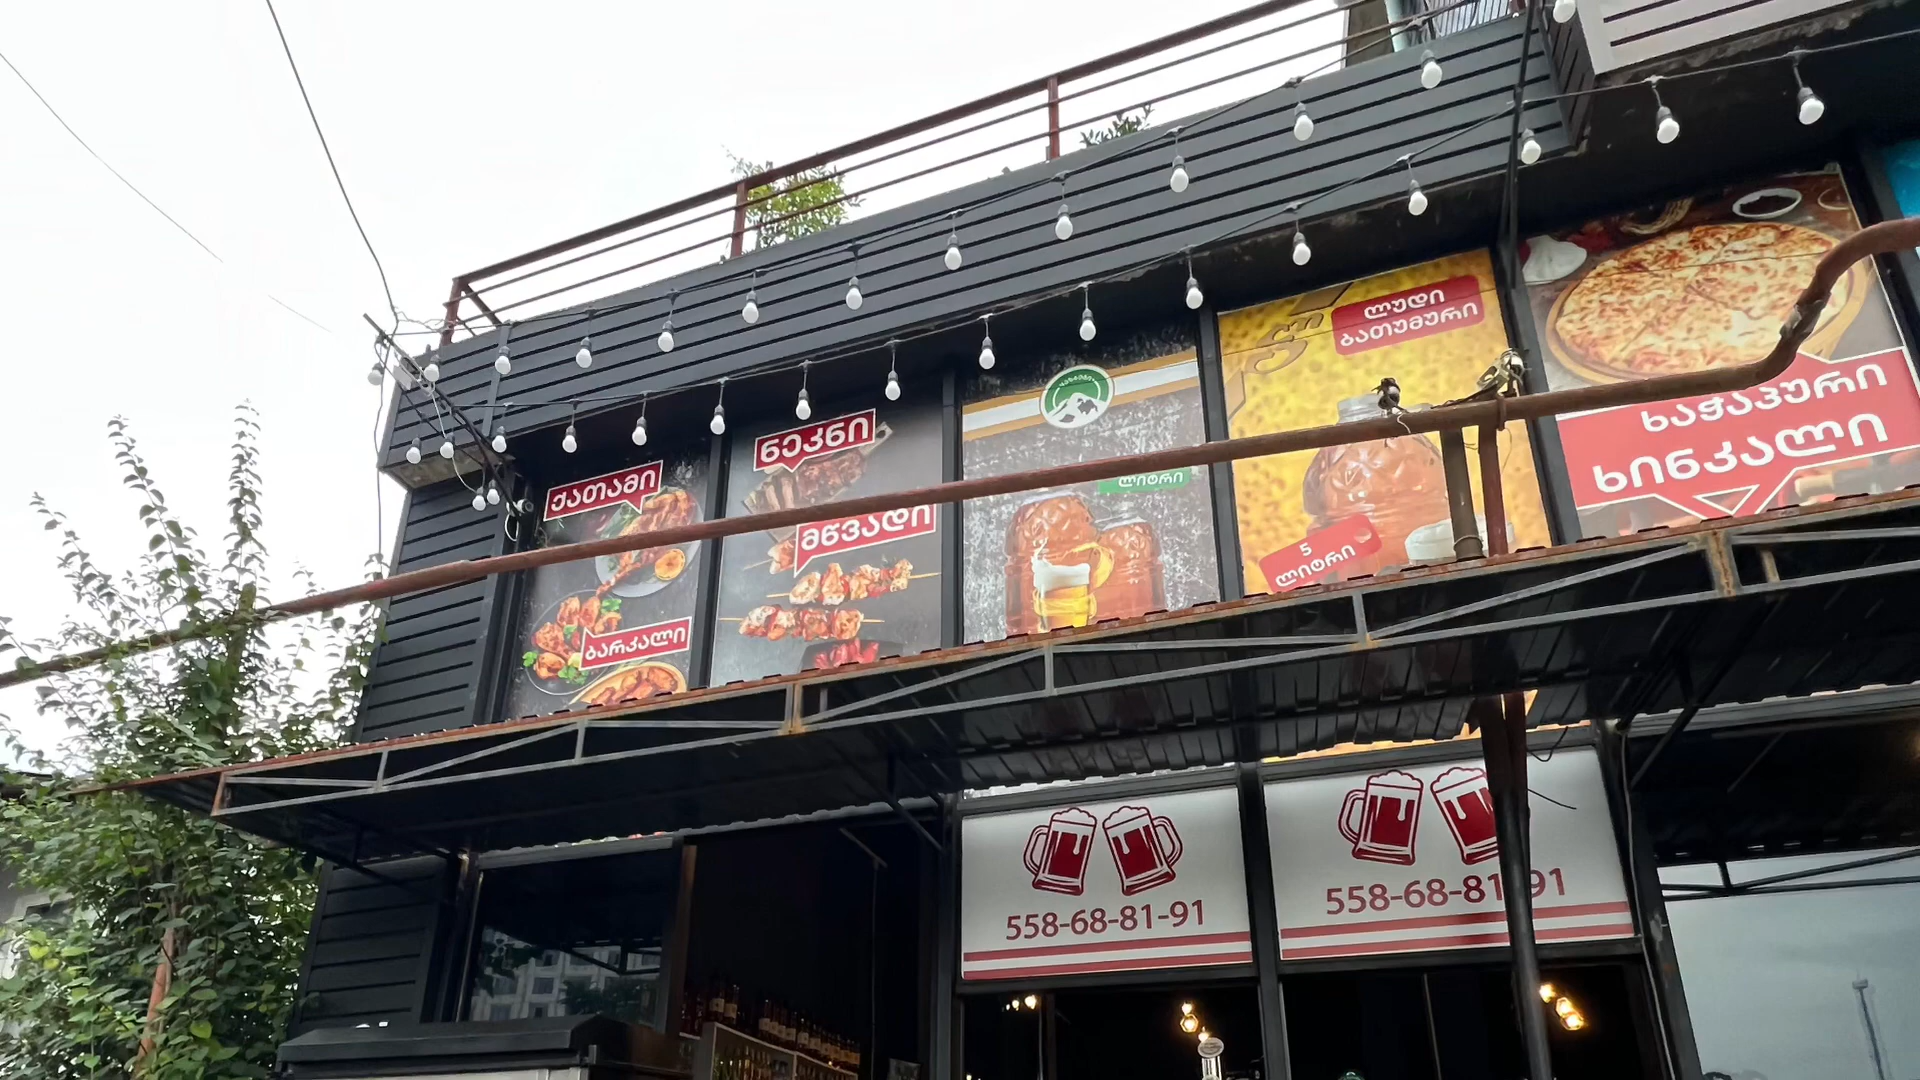 ქათამი
ბარკალი
ნეკნი
მწვადი
ლიტრი
ლუდი
ბათუმური
5
ლიტრი
ხაჭაპური
ხინკალი
558-68-81-91
558-68-81-91